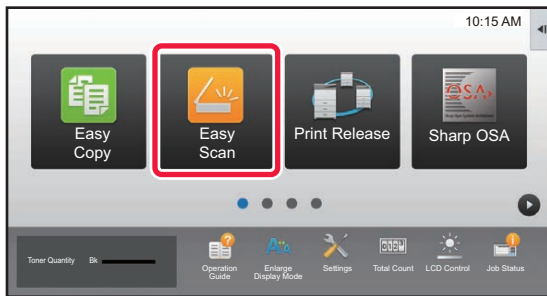 10:15 AM
Easy
Copy
Easy
Scan
Print Release
OSA
Sharp OSA
Toner Quantity Bk
Operation
Guide
Enlarge
Display Mode
Settings
Total Count
LCD Control
Job Status